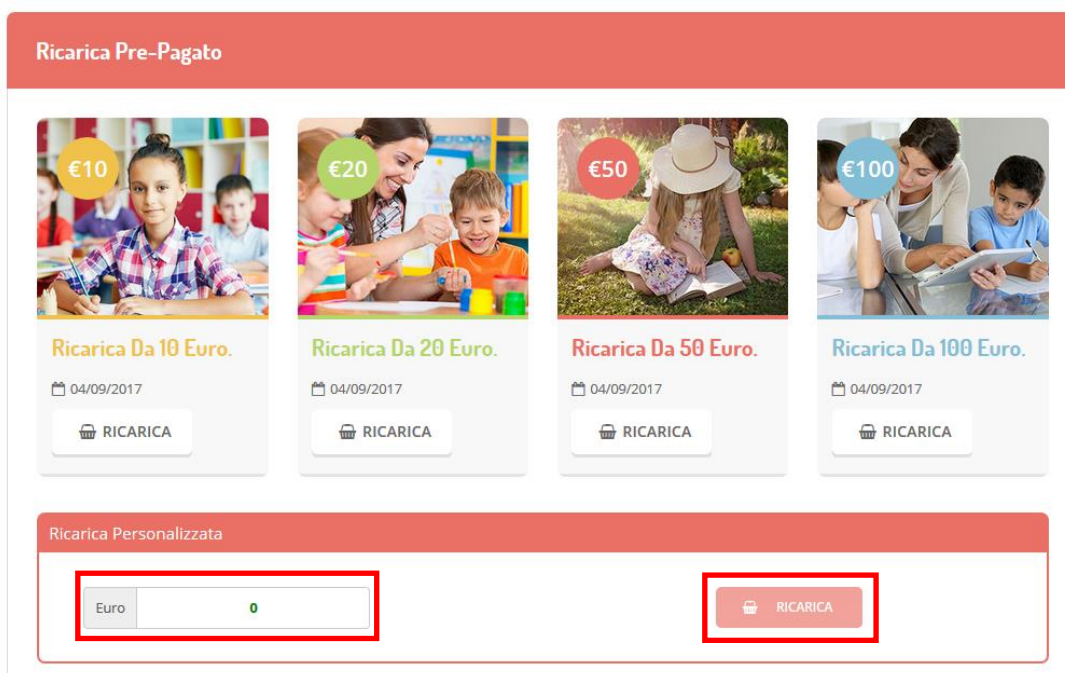 Ricarica Pre-Pagato
€10
€20
€50
€100
Ricarica Da 10 Euro.
Ricarica Da 20 Euro.
Ricarica Da 50 Euro.
Ricarica Da 100 Euro.
04/09/2017
04/09/2017
04/09/2017
04/09/2017
RICARICA
RICARICA
RICARICA
RICARICA
Ricarica Personalizzata
Euro
0
RICARICA